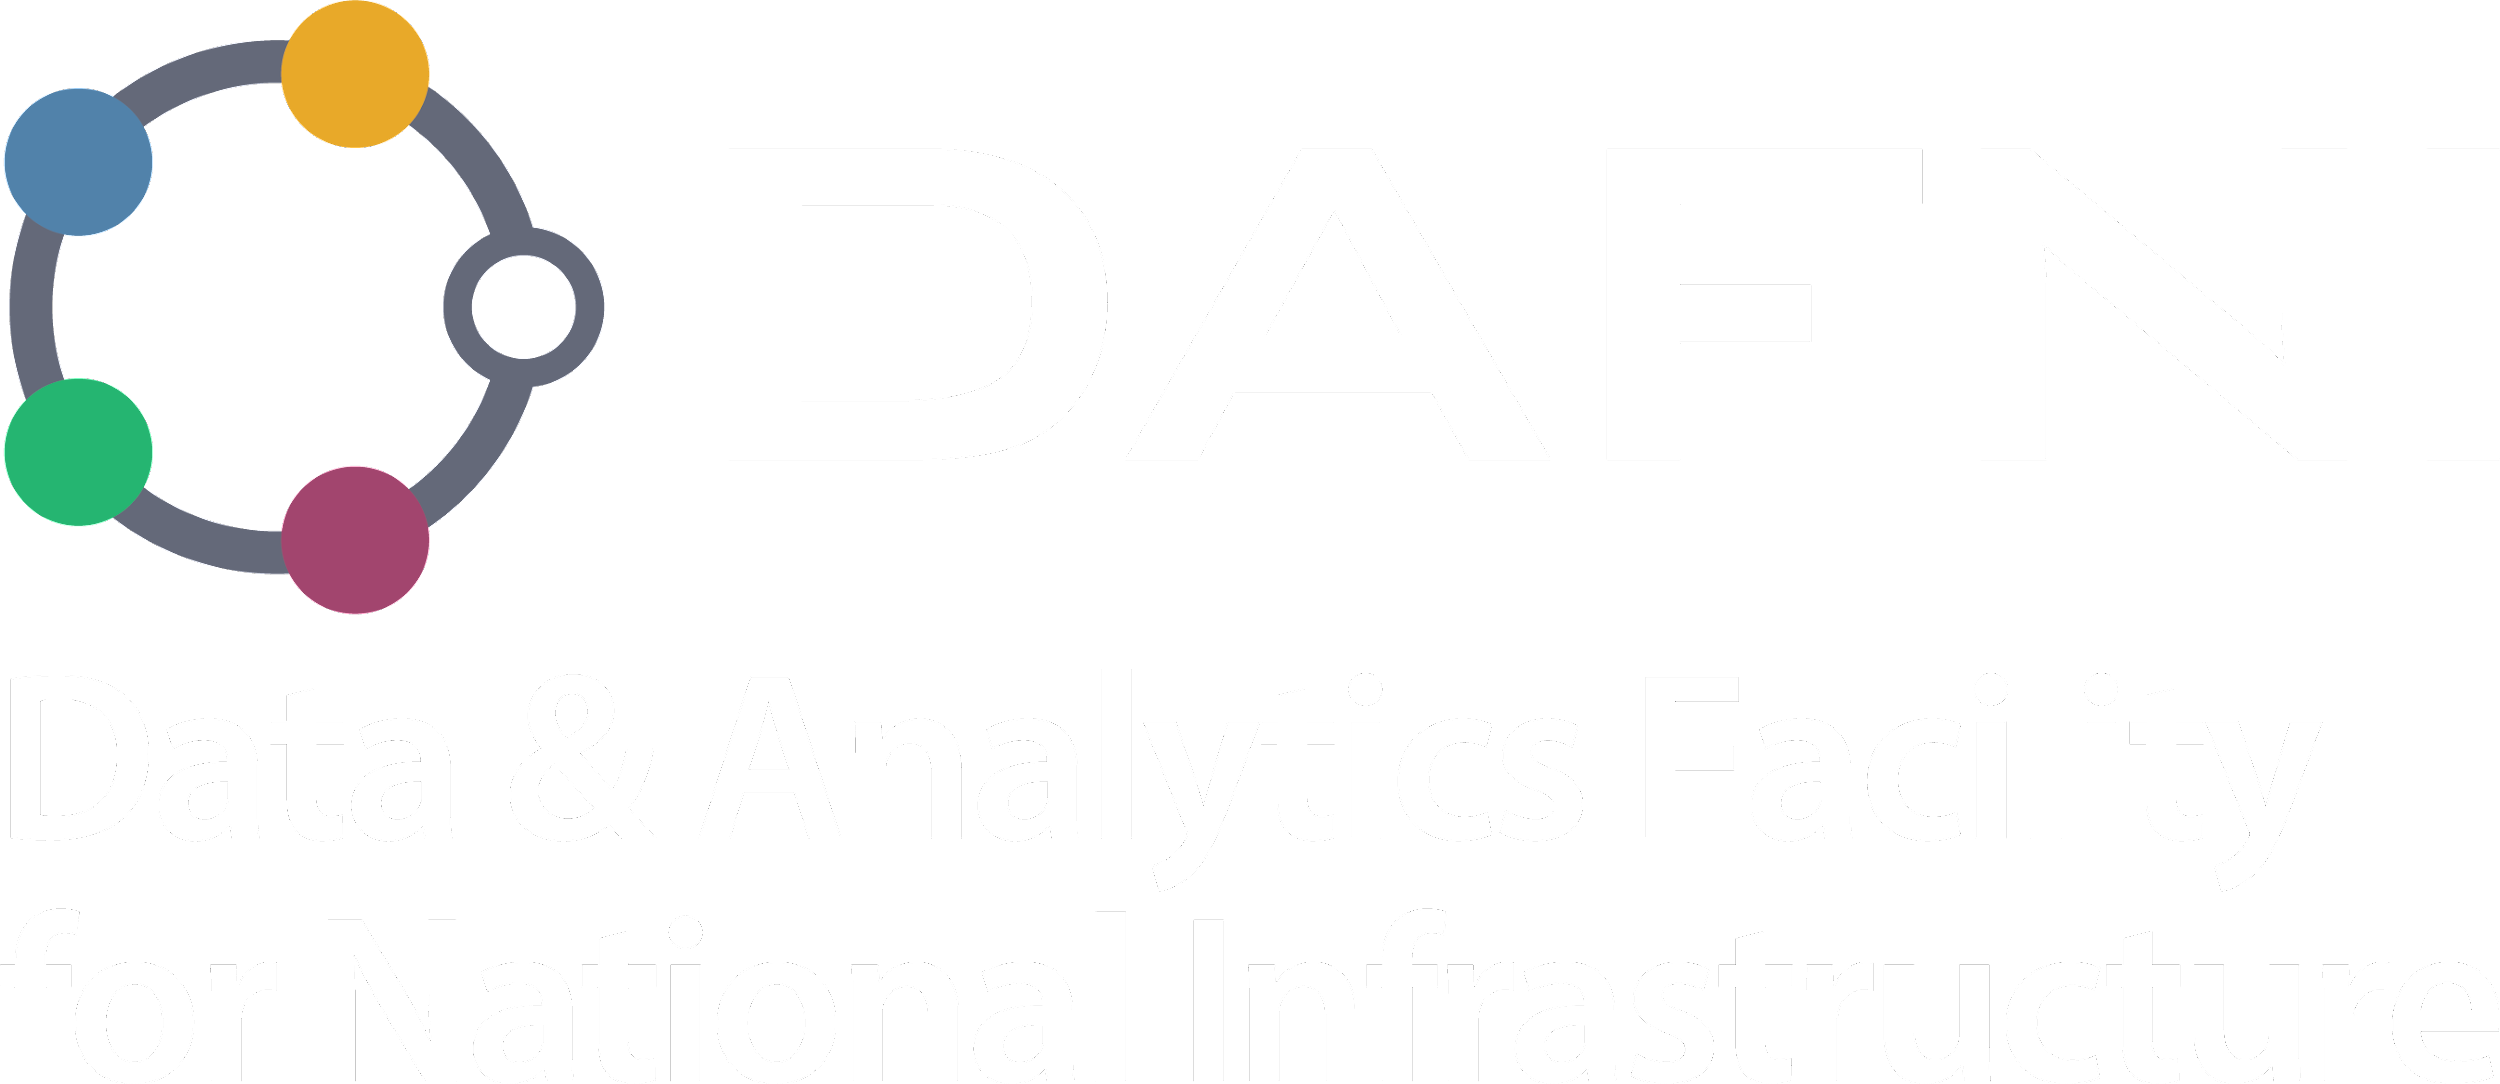 DAFNI
Data & Analytics Facility
for National Infrastructure